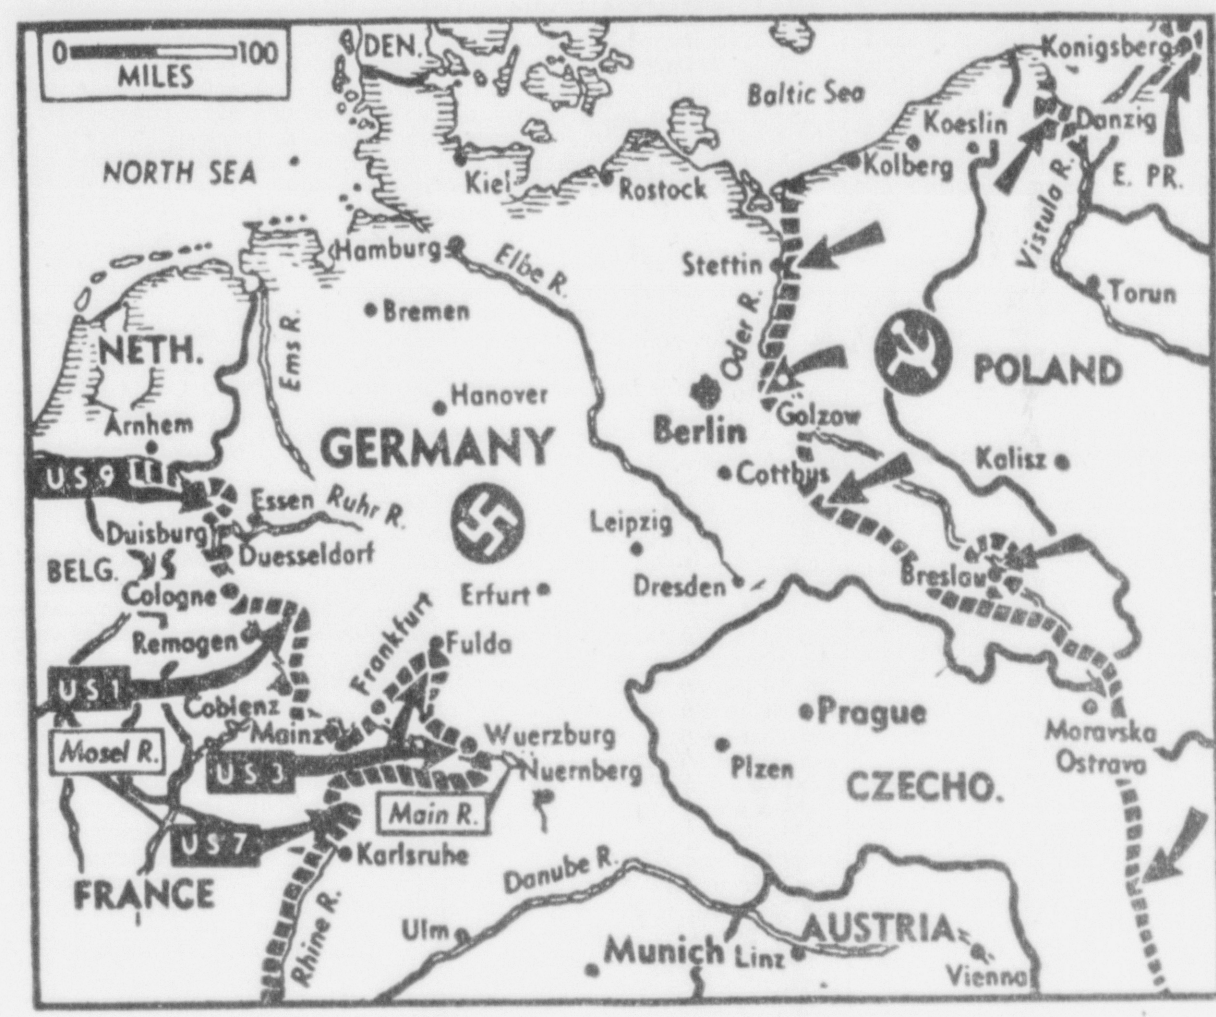 0 100
MILES
DEN.
Konigsberg
Baltic Sea
Koeslin
Danzig
NORTH SEA
Kiel
Rostock
Kolberg
E. PR.
Vistula R.
Hamburg
Elbe R.
Stettin
Torun
Bremen
Oder R.
NETH.
Ems R.
POLAND
Hanover
Arnhem
Golzow
Berlin
GERMANY
Kalisz
US 9
Cottbus
Essen
Ruhr R.
Duisburg
Leipzig
Duesseldorf
BELG.
Breslau
Cologne
Erfurt
Dresden
Remagen
Frankfurt
Fulda
US 1
Coblenz
Prague
Mainz
Wuerzburg
Moravska
Ostrava
Mosel R.
US 3
Nuernberg
Plzen
CZECHO.
Main R.
US 7
Karlsruhe
FRANCE
Danube R.
Rhine R.
Ulm
Munich
Linz
AUSTRIA
Vienna